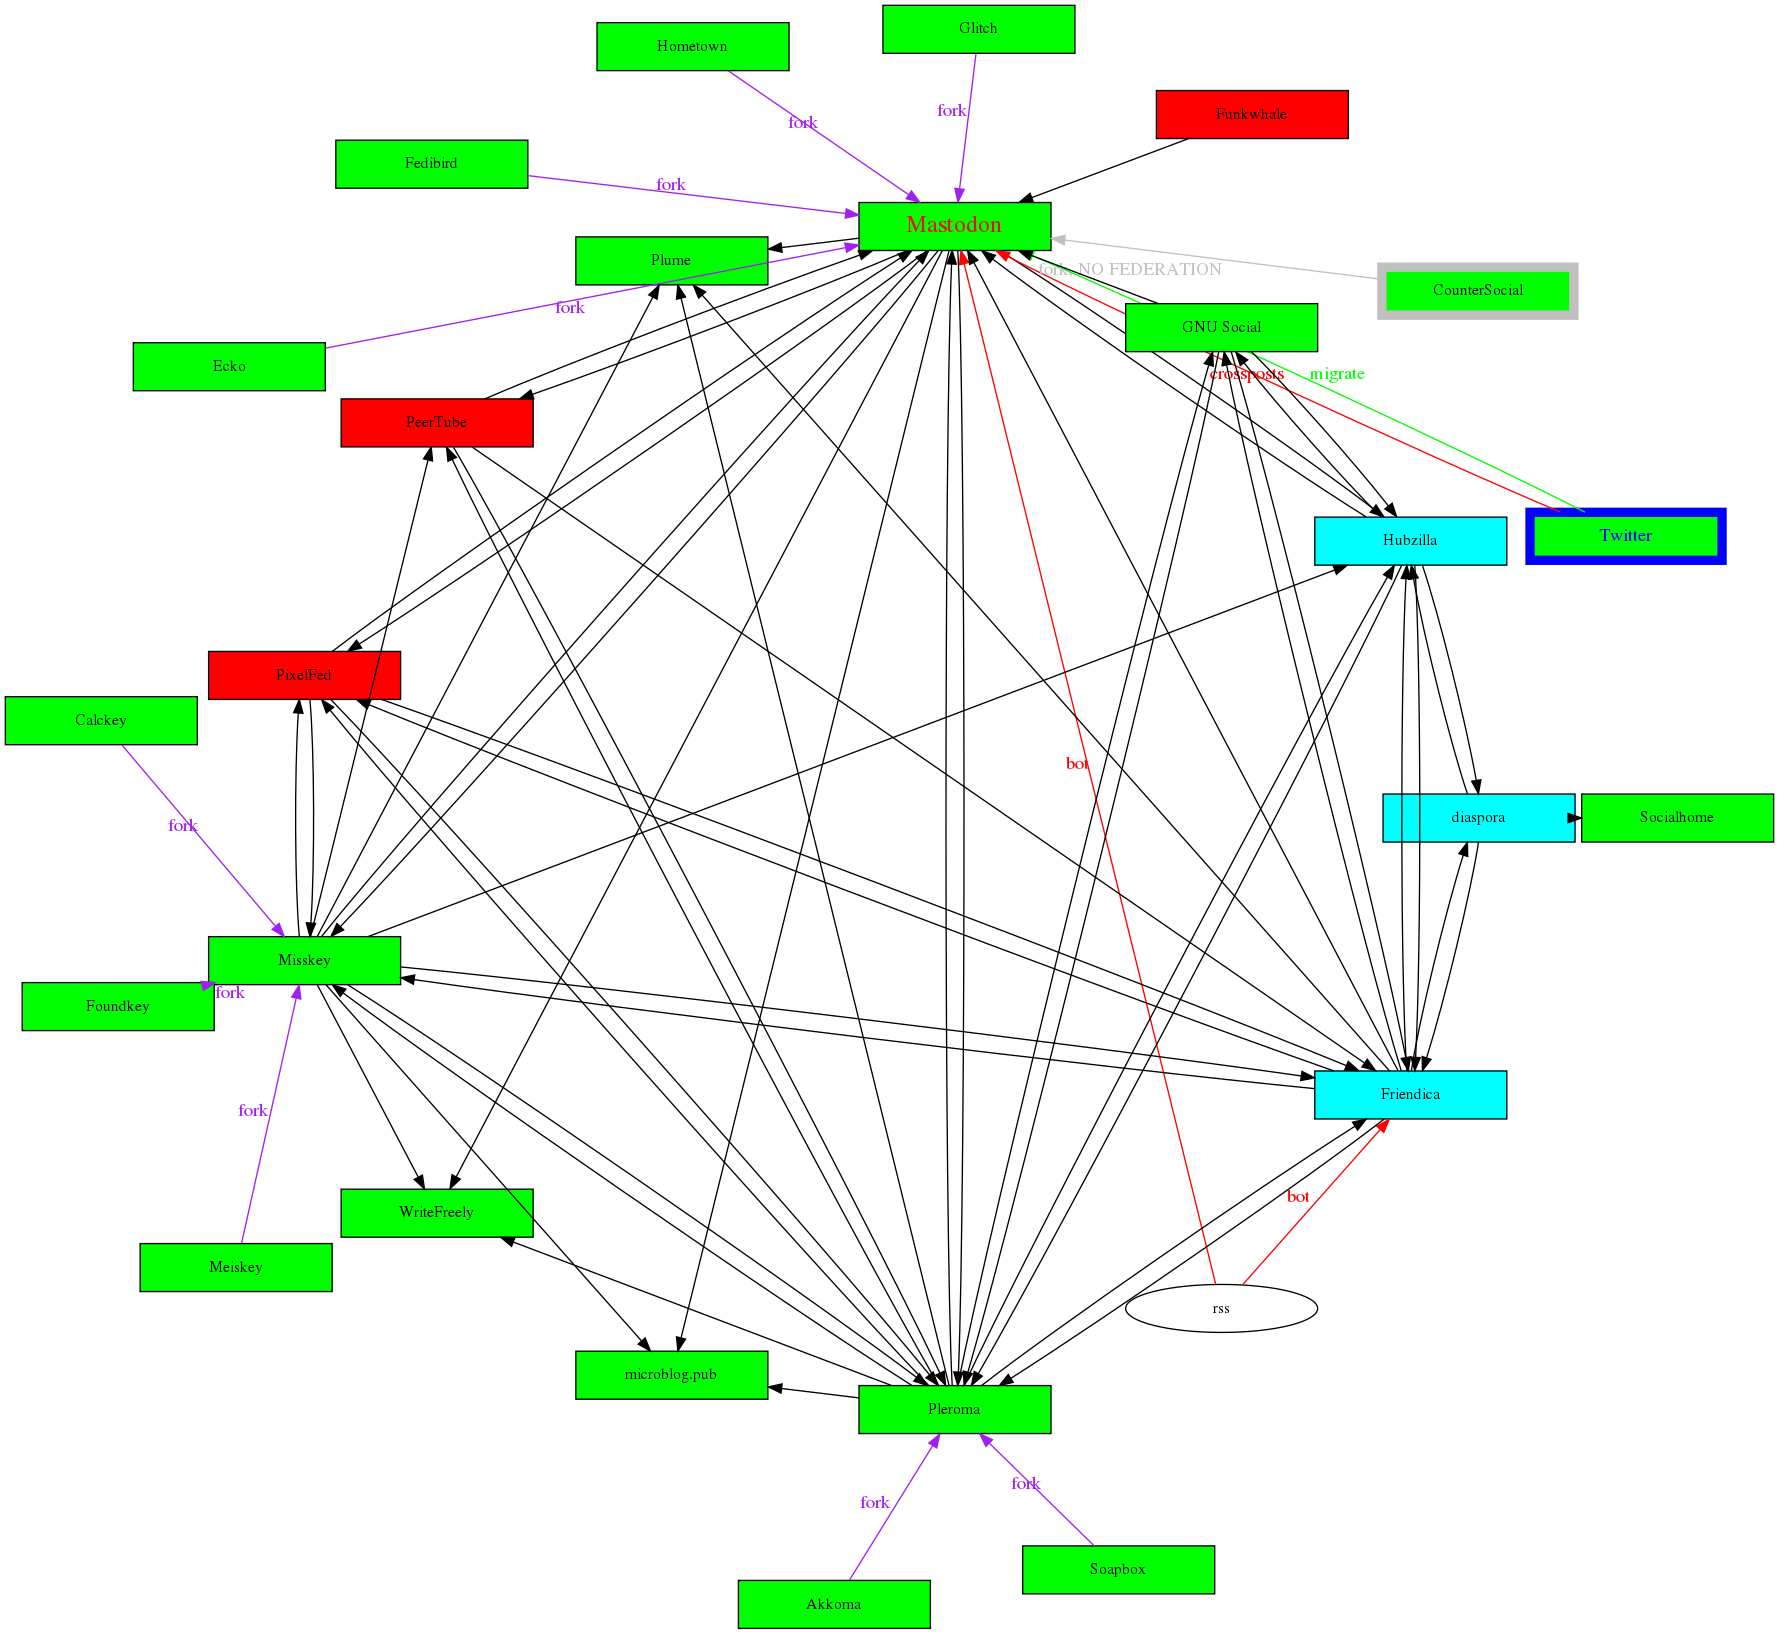 Glitch
Hometown
fork
Funkwhale
fork
Fedibird
fork
Mastodon
Plume
fork, NO FEDERATION
CounterSocial
fork
GNU Social
Ecko
crossposts
migrate
PeerTube
Hubzilla
Twitter
PixelFed
Calckey
bot
fork
diaspora
Socialhome
Misskey
Foundkey
fork
Friendica
fork
bot
WriteFreely
Meiskey
rss
microblog.pub
Pleroma
fork
fork
Soapbox
Akkoma